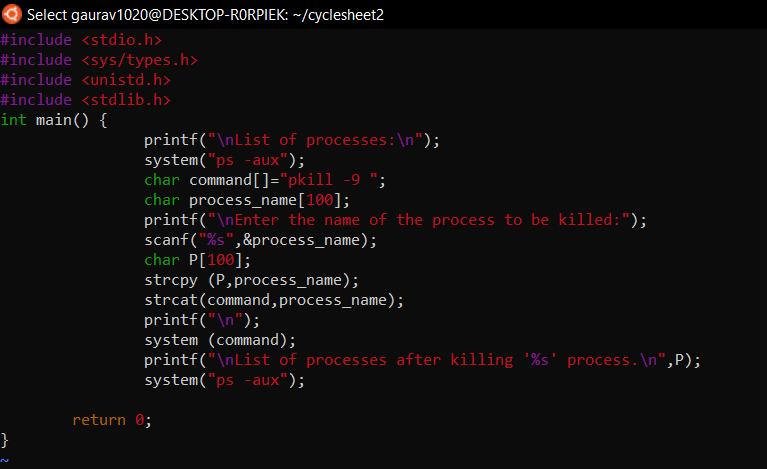 Select gaurav1020@DESKTOP-R0RPIEK: ~/cyclesheet2
#include <stdio.h>
#include <sys/types.h>
#include <unistd.h>
#include <stdlib.h>
int main() {
                printf("\nList of processes:\n");
                system("ps -aux");
                char command[]="pkill -9 ";
                char process_name[100];
                printf("\nEnter the name of the process to be killed:");
                scanf("%s",&process_name);
                char P[100];
                strcpy (P,process_name);
                strcat(command,process_name);
                printf("\n");
                system (command);
                printf("\nList of processes after killing '%s' process.\n",P);
                system("ps -aux");

        return 0;
}
~